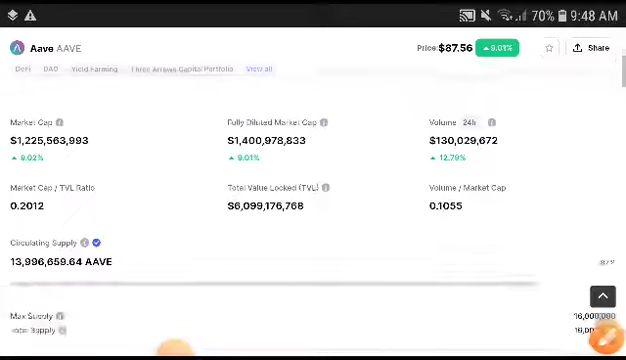 70% 9:48 AM
Aave AAVE Price:$87.56 9.01% Share
DeFi DAO Yield Farming Three Arrows Capital Portfolio View all
Market Cap Fully Diluted Market Cap Volume 24h
$1,225,563,993 $1,400,978,833 $130,029,672
9.02% 9.01% 12.79%
Market Cap / TVL Ratio Total Value Locked (TVL) Volume / Market Cap
0.2012 $6,099,176,768 0.1055
Circulating Supply
13,996,659.64 AAVE
Max Supply 16,000,000
Supply